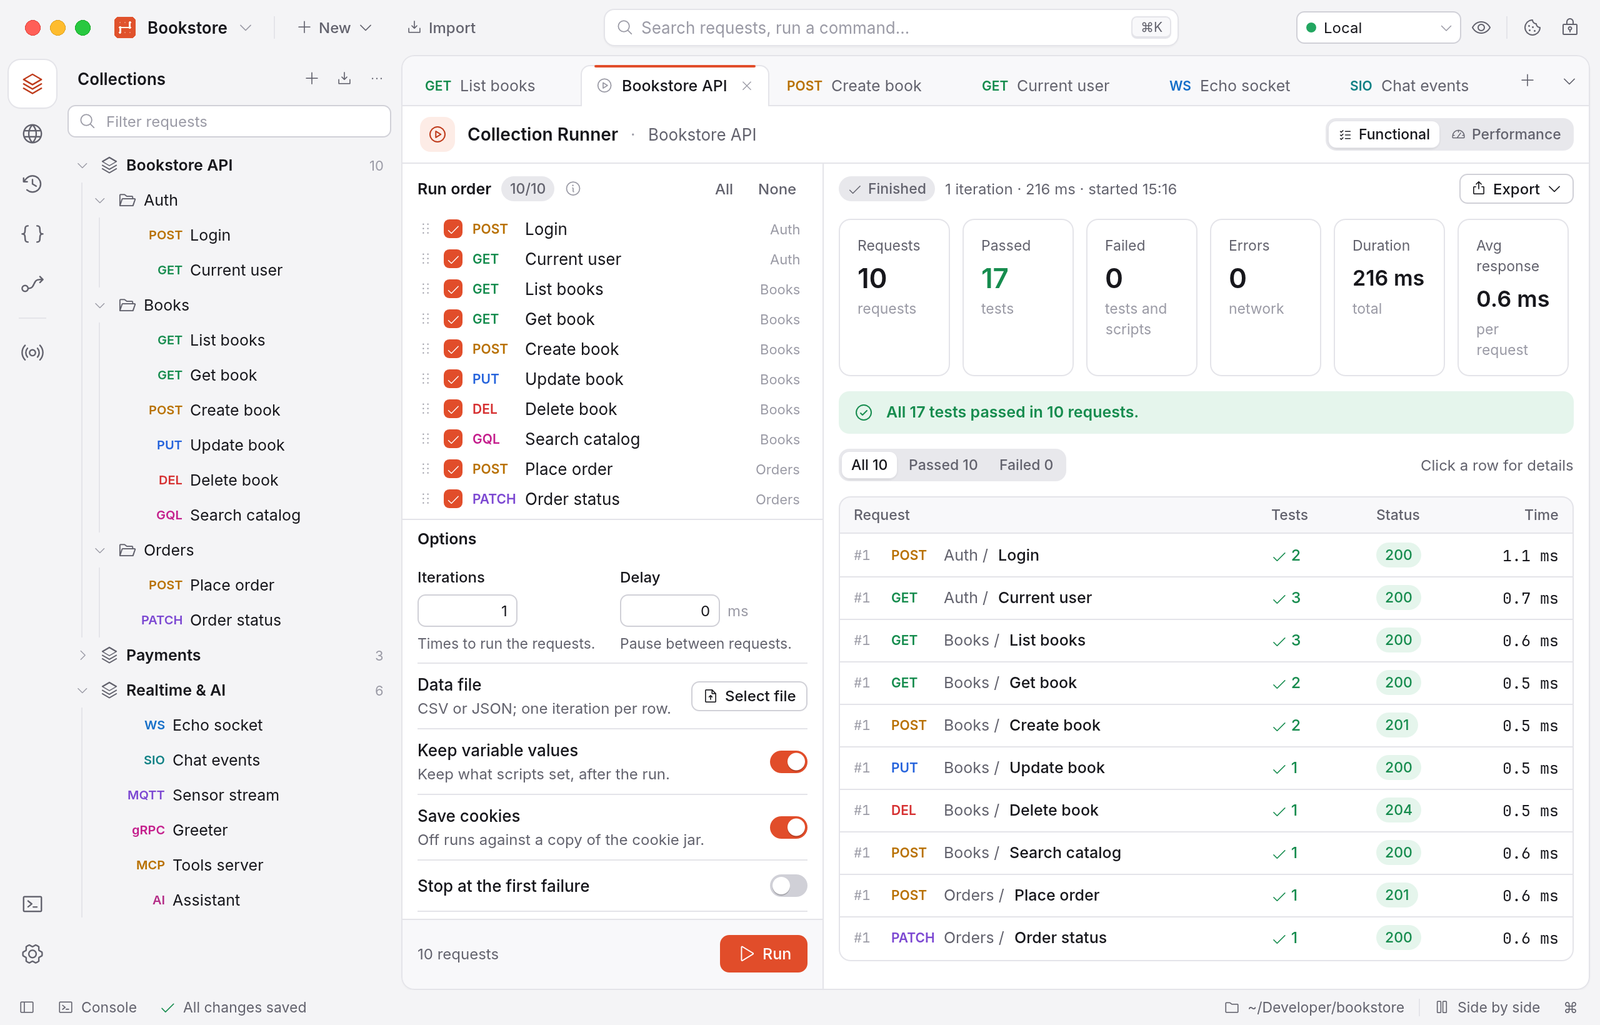 Bookstore
New
Import
Search requests, run a command...
⌘K
Local
Collections
Filter requests
Bookstore API 10
Auth
POST Login
GET Current user
Books
GET List books
GET Get book
POST Create book
PUT Update book
DEL Delete book
GQL Search catalog
Orders
POST Place order
PATCH Order status
Payments 3
Realtime & AI 6
WS Echo socket
SIO Chat events
MQTT Sensor stream
gRPC Greeter
MCP Tools server
AI Assistant
GET List books
Bookstore API
POST Create book
GET Current user
WS Echo socket
SIO Chat events
Collection Runner · Bookstore API
Functional
Performance
Run order 10/10
All
None
POST Login Auth
GET Current user Auth
GET List books Books
GET Get book Books
POST Create book Books
PUT Update book Books
DEL Delete book Books
GQL Search catalog Books
POST Place order Orders
PATCH Order status Orders
Options
Iterations
1
Times to run the requests.
Delay
0 ms
Pause between requests.
Data file
CSV or JSON; one iteration per row.
Select file
Keep variable values
Keep what scripts set, after the run.
Save cookies
Off runs against a copy of the cookie jar.
Stop at the first failure
10 requests
Run
Finished
1 iteration · 216 ms · started 15:16
Export
Requests
10
requests
Passed
17
tests
Failed
0
tests and
scripts
Errors
0
network
Duration
216 ms
total
Avg
response
0.6 ms
per
request
All 17 tests passed in 10 requests.
All 10
Passed 10
Failed 0
Click a row for details
Request Tests Status Time
#1 POST Auth / Login 2 200 1.1 ms
#1 GET Auth / Current user 3 200 0.7 ms
#1 GET Books / List books 3 200 0.6 ms
#1 GET Books / Get book 2 200 0.5 ms
#1 POST Books / Create book 2 201 0.5 ms
#1 PUT Books / Update book 1 200 0.5 ms
#1 DEL Books / Delete book 1 204 0.5 ms
#1 POST Books / Search catalog 1 200 0.6 ms
#1 POST Orders / Place order 1 201 0.6 ms
#1 PATCH Orders / Order status 1 200 0.6 ms
Console
All changes saved
~/Developer/bookstore
Side by side
⌘